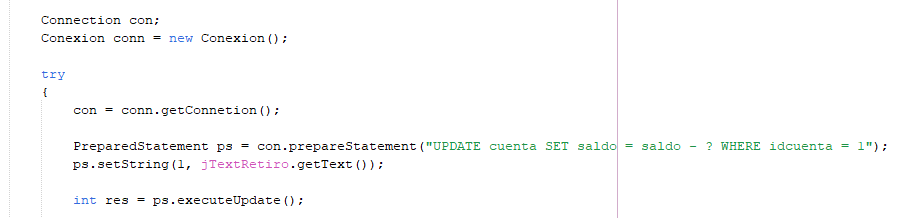 Connection con;
Conexion conn = new Conexion();
try
{
con = conn.getConnetion();
PreparedStatement ps = con.prepareStatement("UPDATE cuenta SET saldo = saldo - ? WHERE idcuenta = 1");
ps.setString(1, jTextRetiro.getText());
int res = ps.executeUpdate();